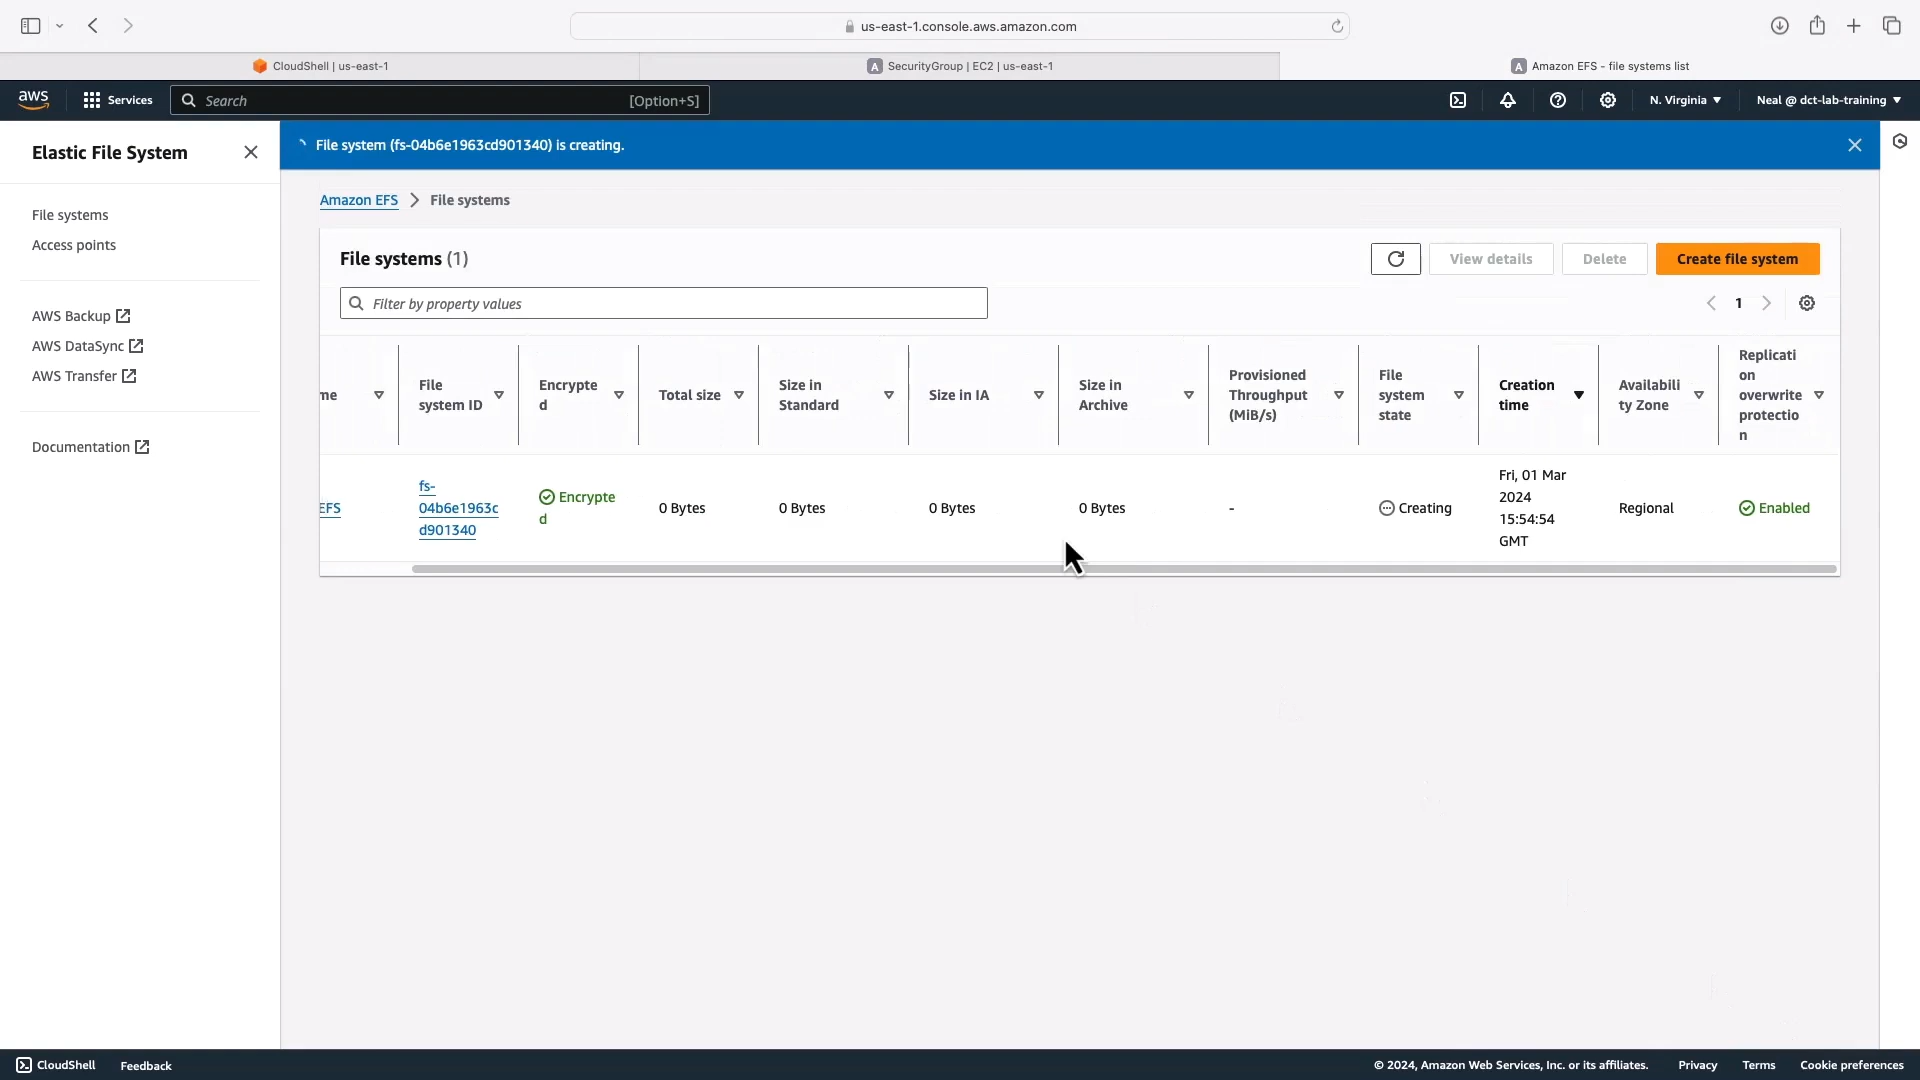 us-east-1.console.aws.amazon.com
CloudShell | us-east-1
A SecurityGroup | EC2 | us-east-1
A Amazon EFS - file systems list
aws
Services
Search
[Option+S]
N. Virginia
Neal @ dct-lab-training
Elastic File System
File system (fs-04b6e1963cd901340) is creating.
File systems
Access points
AWS Backup
AWS DataSync
AWS Transfer
Documentation
Amazon EFS
File systems
File systems (1)
View details
Delete
Create file system
Filter by property values
1
me
File
system ID
Encrypte
d
Total size
Size in
Standard
Size in IA
Size in
Archive
Provisioned
Throughput
(MiB/s)
File
system
state
Creation
time
Availabili
ty Zone
Replicati
on
overwrite
protectio
n
EFS
fs-
04b6e1963c
d901340
Encrypte
d
0 Bytes
0 Bytes
0 Bytes
0 Bytes
-
Creating
Fri, 01 Mar
2024
15:54:54
GMT
Regional
Enabled
CloudShell
Feedback
© 2024, Amazon Web Services, Inc. or its affiliates.
Privacy
Terms
Cookie preferences